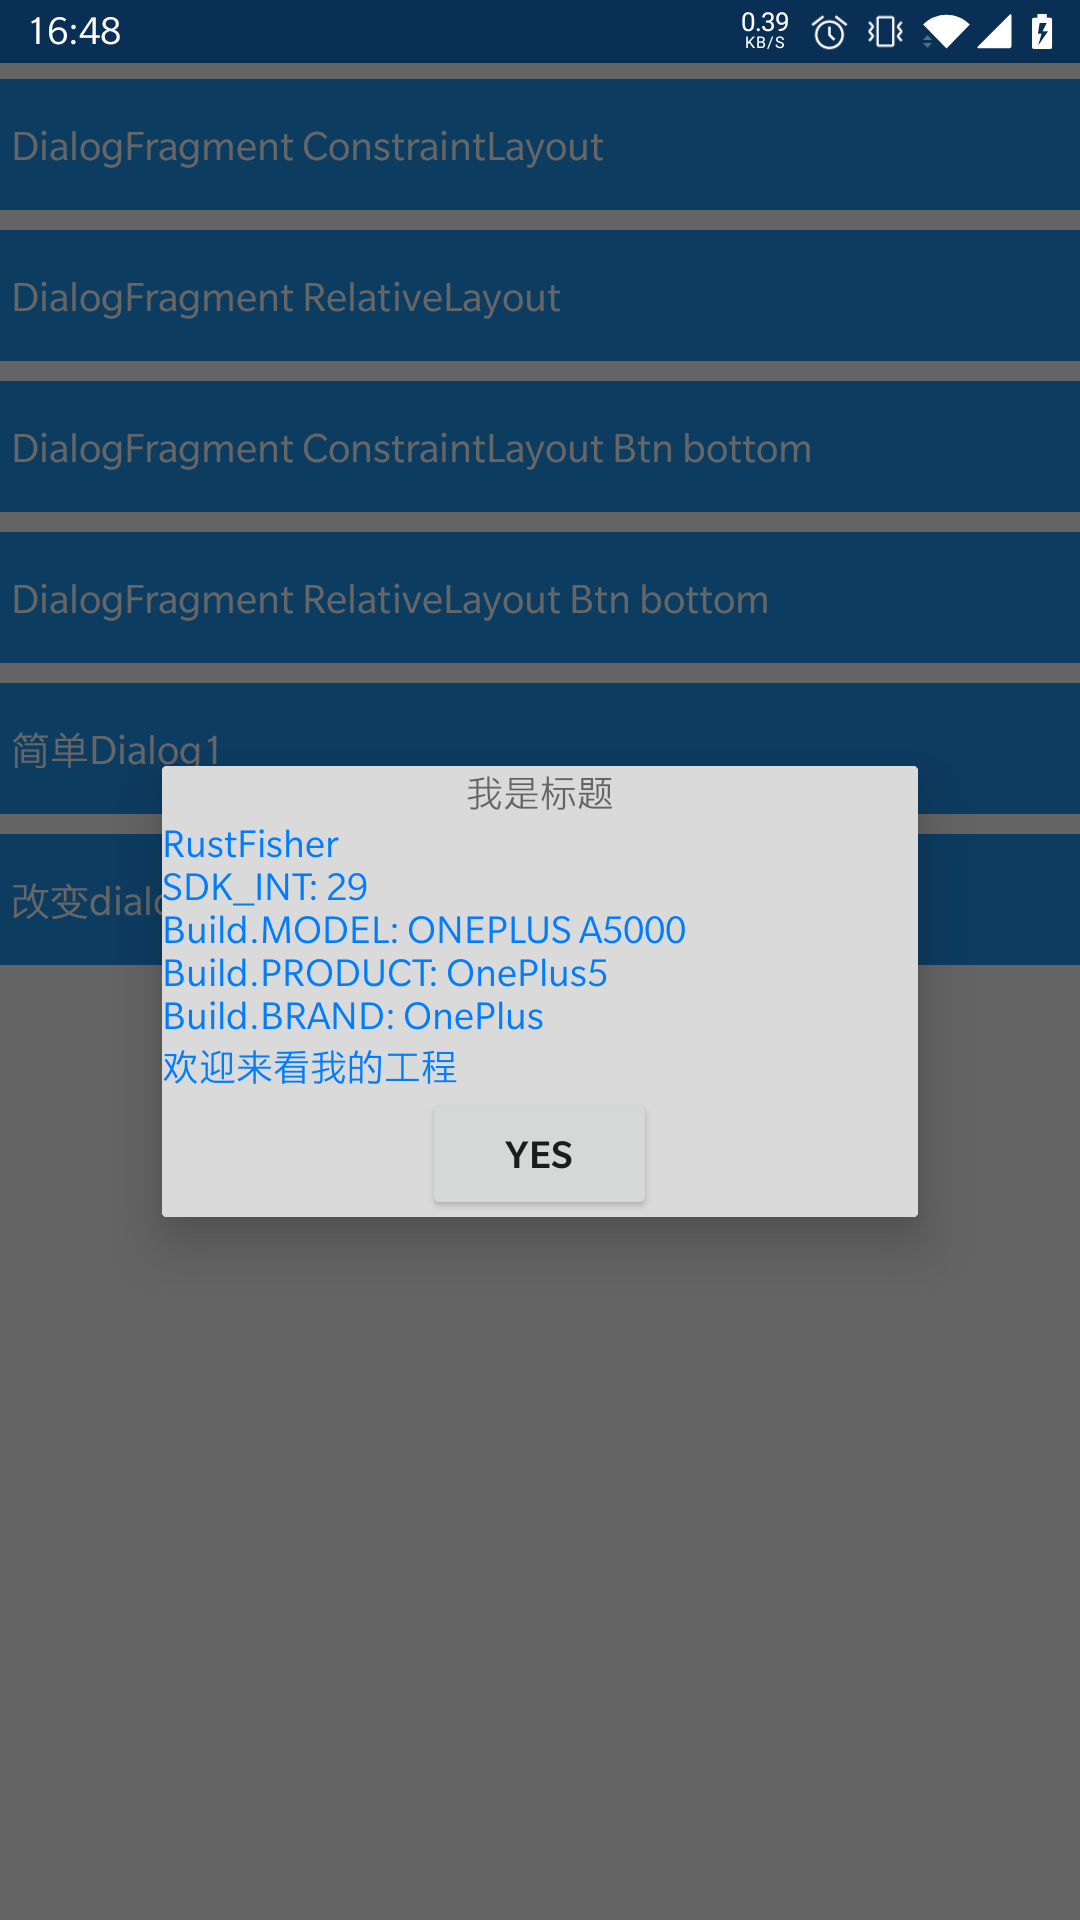 16:48
0.39
KB/S
DialogFragment ConstraintLayout
DialogFragment RelativeLayout
DialogFragment ConstraintLayout Btn bottom
DialogFragment RelativeLayout Btn bottom
简单Dialog1
改变dialo
我是标题
RustFisher
SDK_INT: 29
Build.MODEL: ONEPLUS A5000
Build.PRODUCT: OnePlus5
Build.BRAND: OnePlus
欢迎来看我的工程
YES